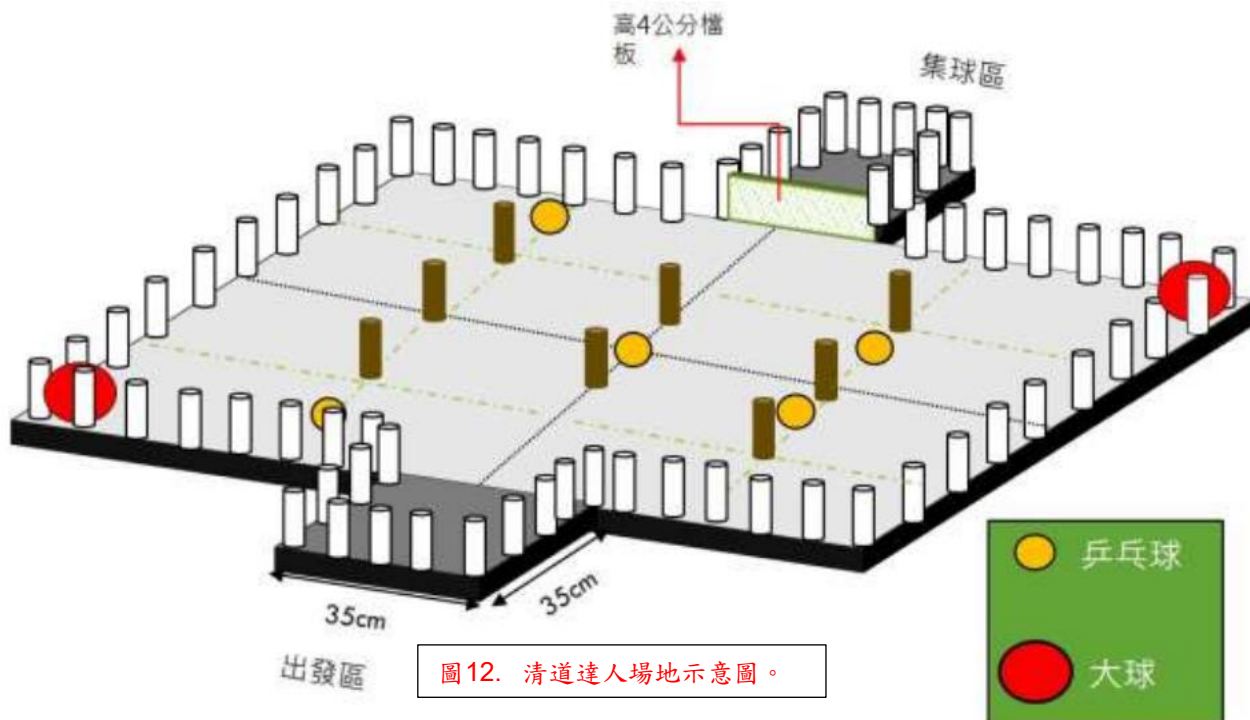 高4公分檔
板
集球區
35cm
35cm
出發區
圖12. 清道達人場地示意圖。
乒乓球
大球